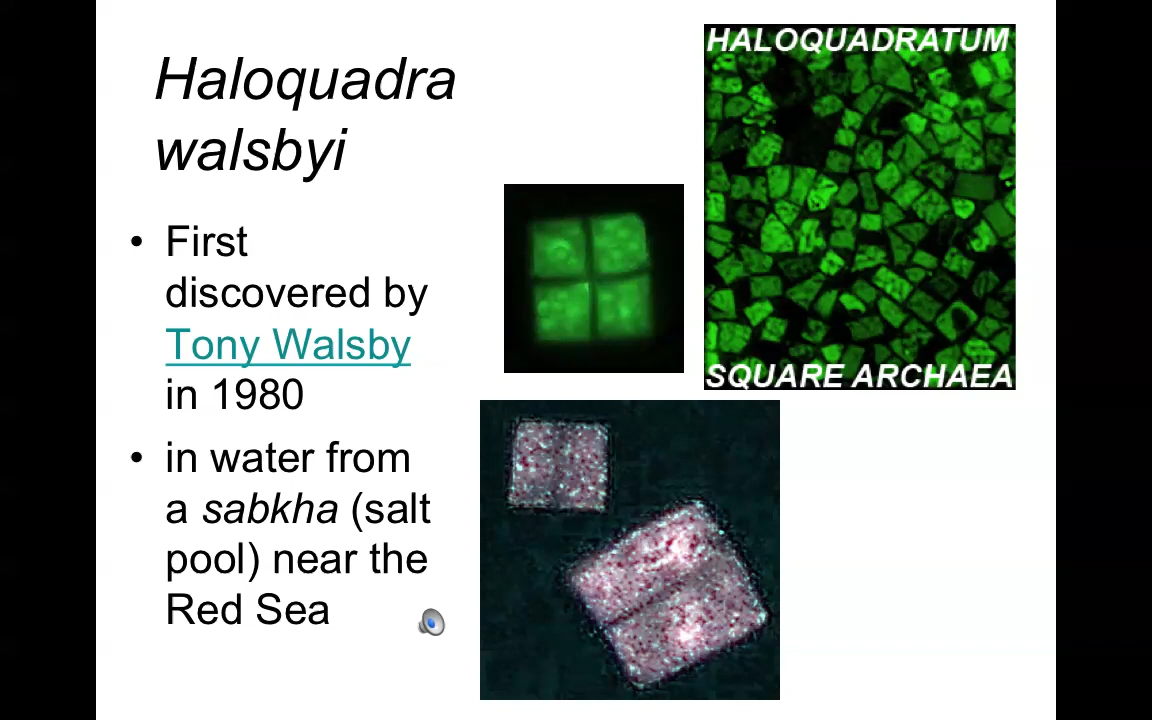 Haloquadra
walsbyi
• First
discovered by
Tony Walsby
in 1980
• in water from
a sabkha (salt
pool) near the
Red Sea
HALOQUADRATUM
SQUARE ARCHAEA